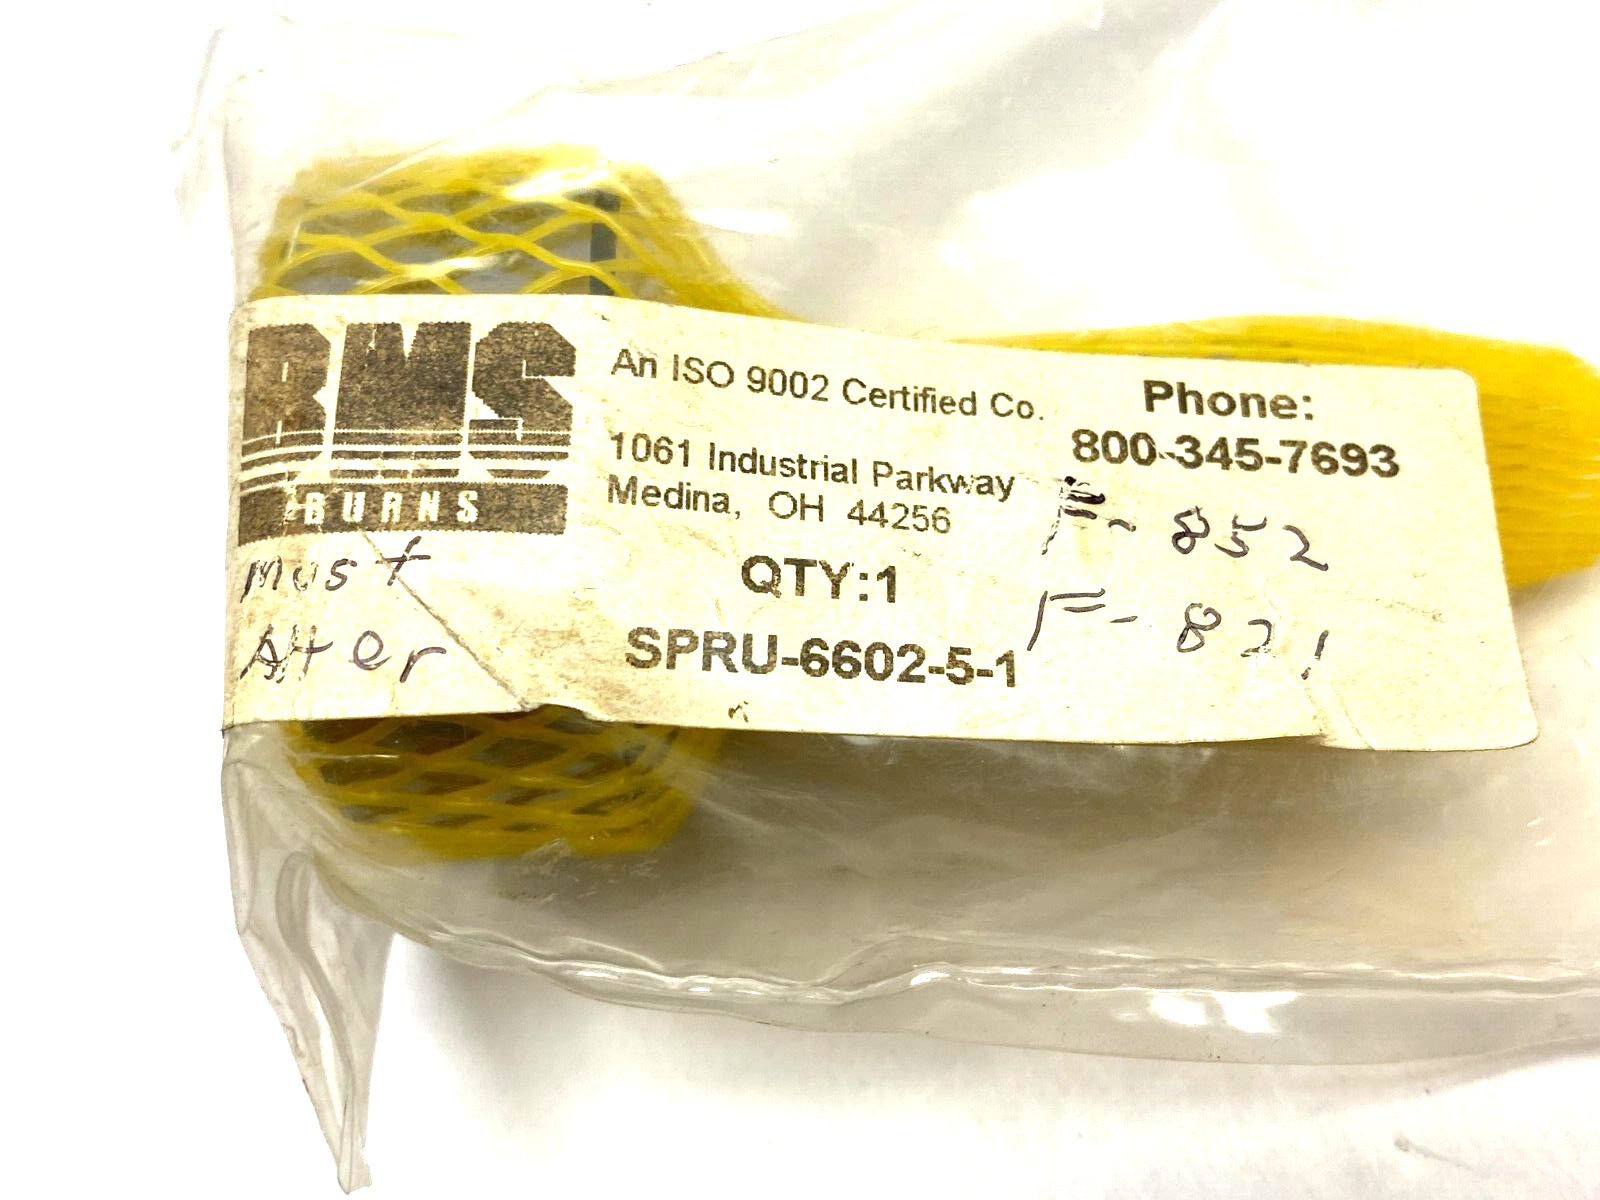 RMS
BURNS
An ISO 9002 Certified Co.
1061 Industrial Parkway
Medina, OH 44256
Phone:
800-345-7693
QTY:1
SPRU-6602-5-1
F-852
F-821
Must
Alter